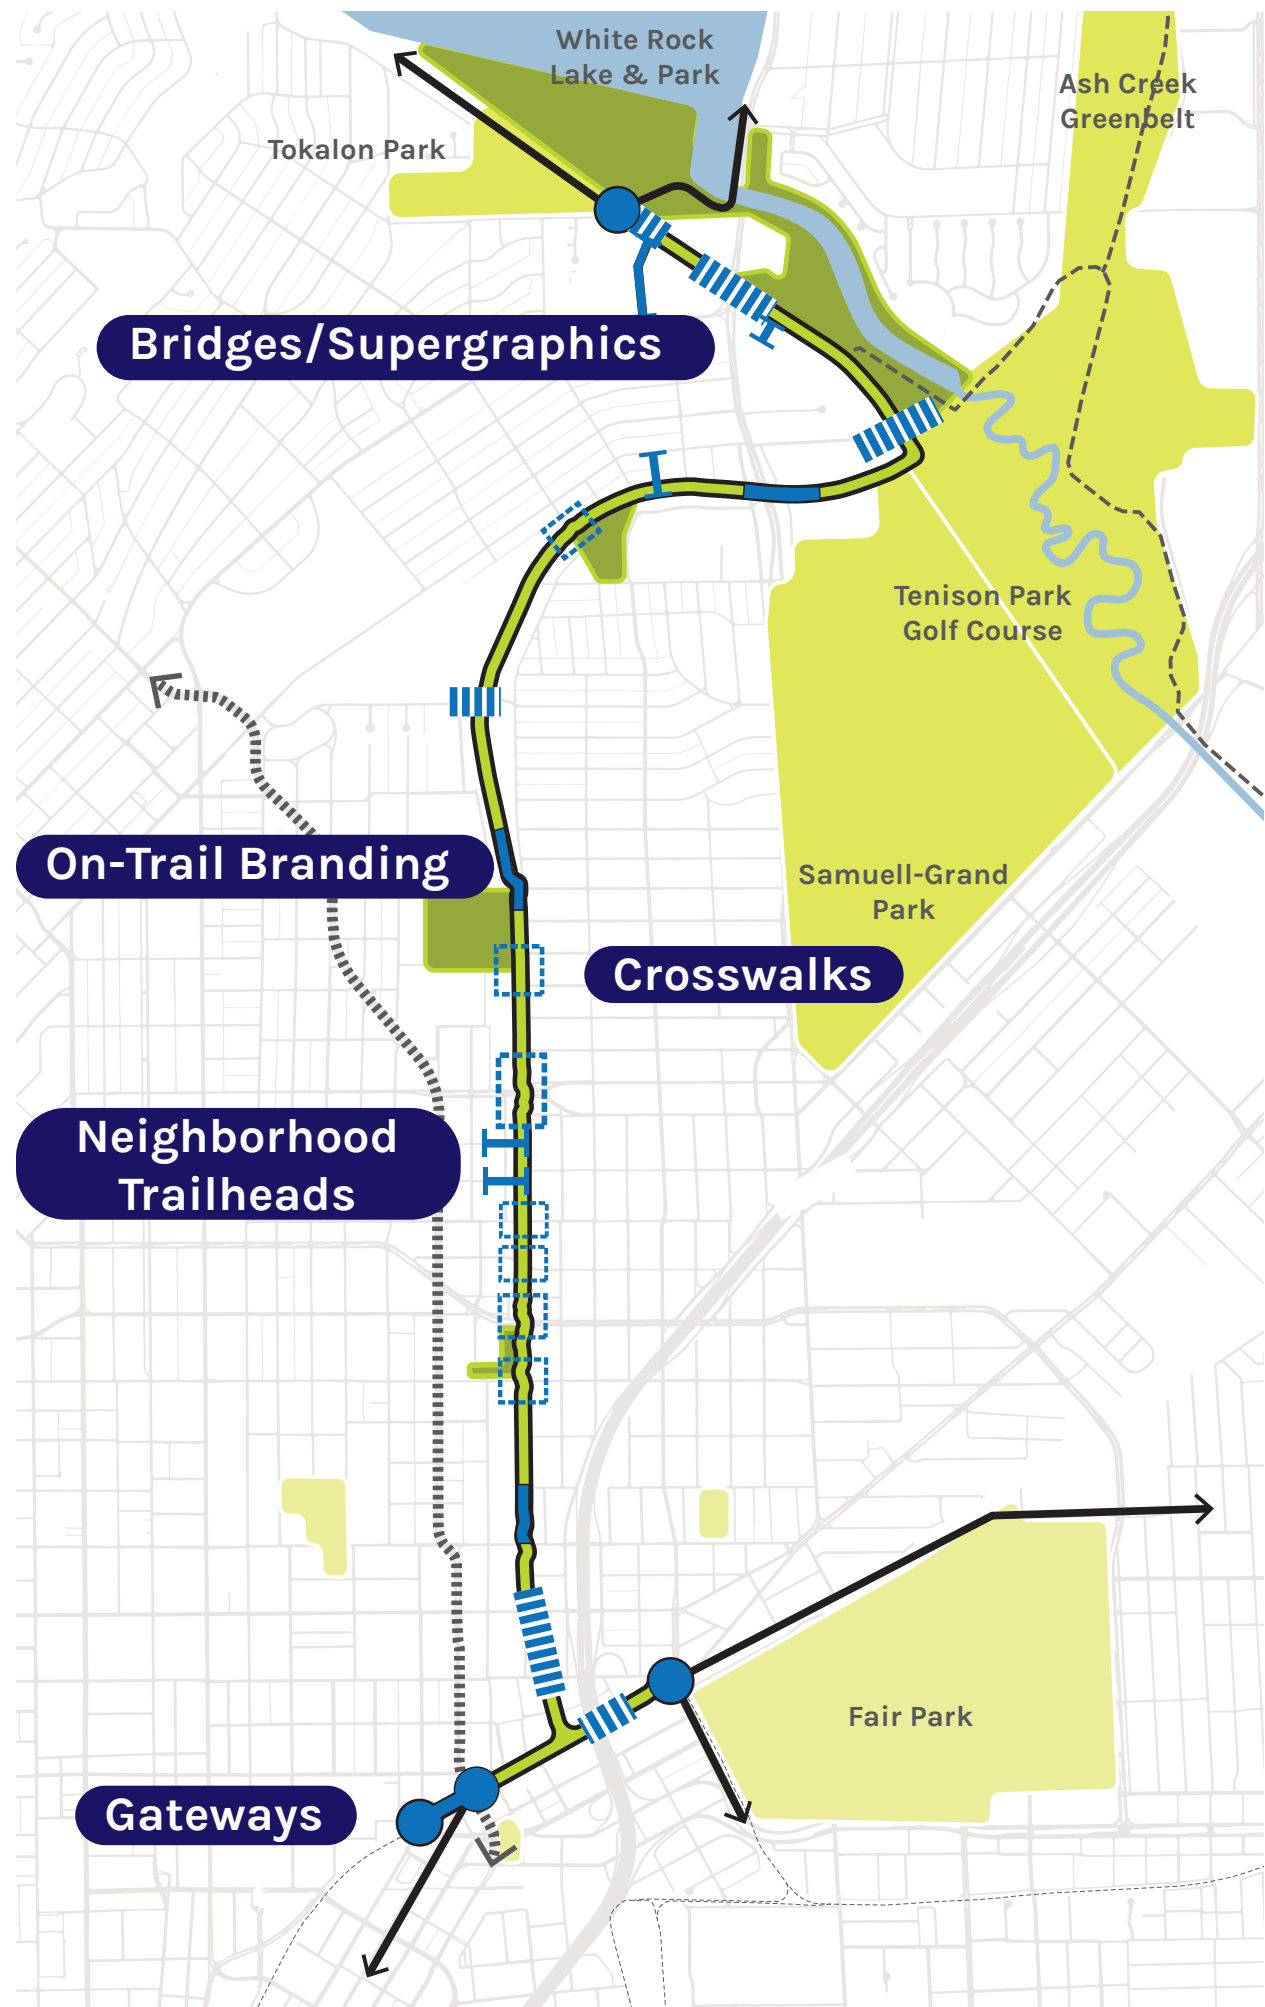 White Rock
Lake & Park
Ash Creek
Greenbelt
Tokalon Park
Bridges/Supergraphics
Tenison Park
Golf Course
On-Trail Branding
Samuell-Grand
Park
Crosswalks
Neighborhood
Trailheads
Fair Park
Gateways